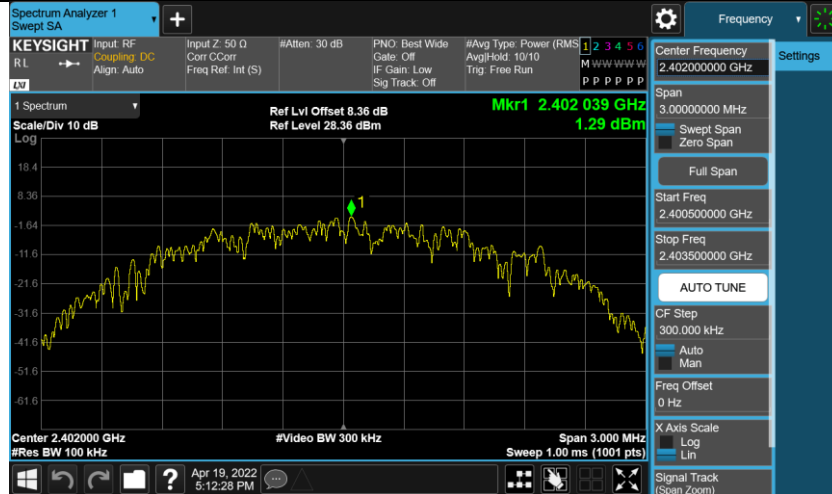 Spectrum Analyzer 1
Swept SA
Frequency
KEYSIGHT
RL
LXI
Input: RF
Coupling: DC
Align: Auto
Input Z: 50 Ω
Corr CCorr
Freq Ref: Int (S)
#Atten: 30 dB
PNO: Best Wide
Gate: Off
IF Gain: Low
Sig Track: Off
#Avg Type: Power (RMS
Avg|Hold: 10/10
Trig: Free Run
1 2 3 4 5 6
M W W W W W
P P P P P P
1 Spectrum
Scale/Div 10 dB
Log
Ref Lvl Offset 8.36 dB
Ref Level 28.36 dBm
Mkr1 2.402 039 GHz
1.29 dBm
18.4
8.36
-1.64
-11.6
-21.6
-31.6
-41.6
-51.6
-61.6
1
Center 2.402000 GHz
#Res BW 100 kHz
#Video BW 300 kHz
Span 3.000 MHz
Sweep 1.00 ms (1001 pts)
Center Frequency
2.402000000 GHz
Settings
Span
3.00000000 MHz
Swept Span
Zero Span
Full Span
Start Freq
2.400500000 GHz
Stop Freq
2.403500000 GHz
AUTO TUNE
CF Step
300.000 kHz
Auto
Man
Freq Offset
0 Hz
X Axis Scale
Log
Lin
Signal Track
(Span Zoom)
?
Apr 19, 2022
5:12:28 PM